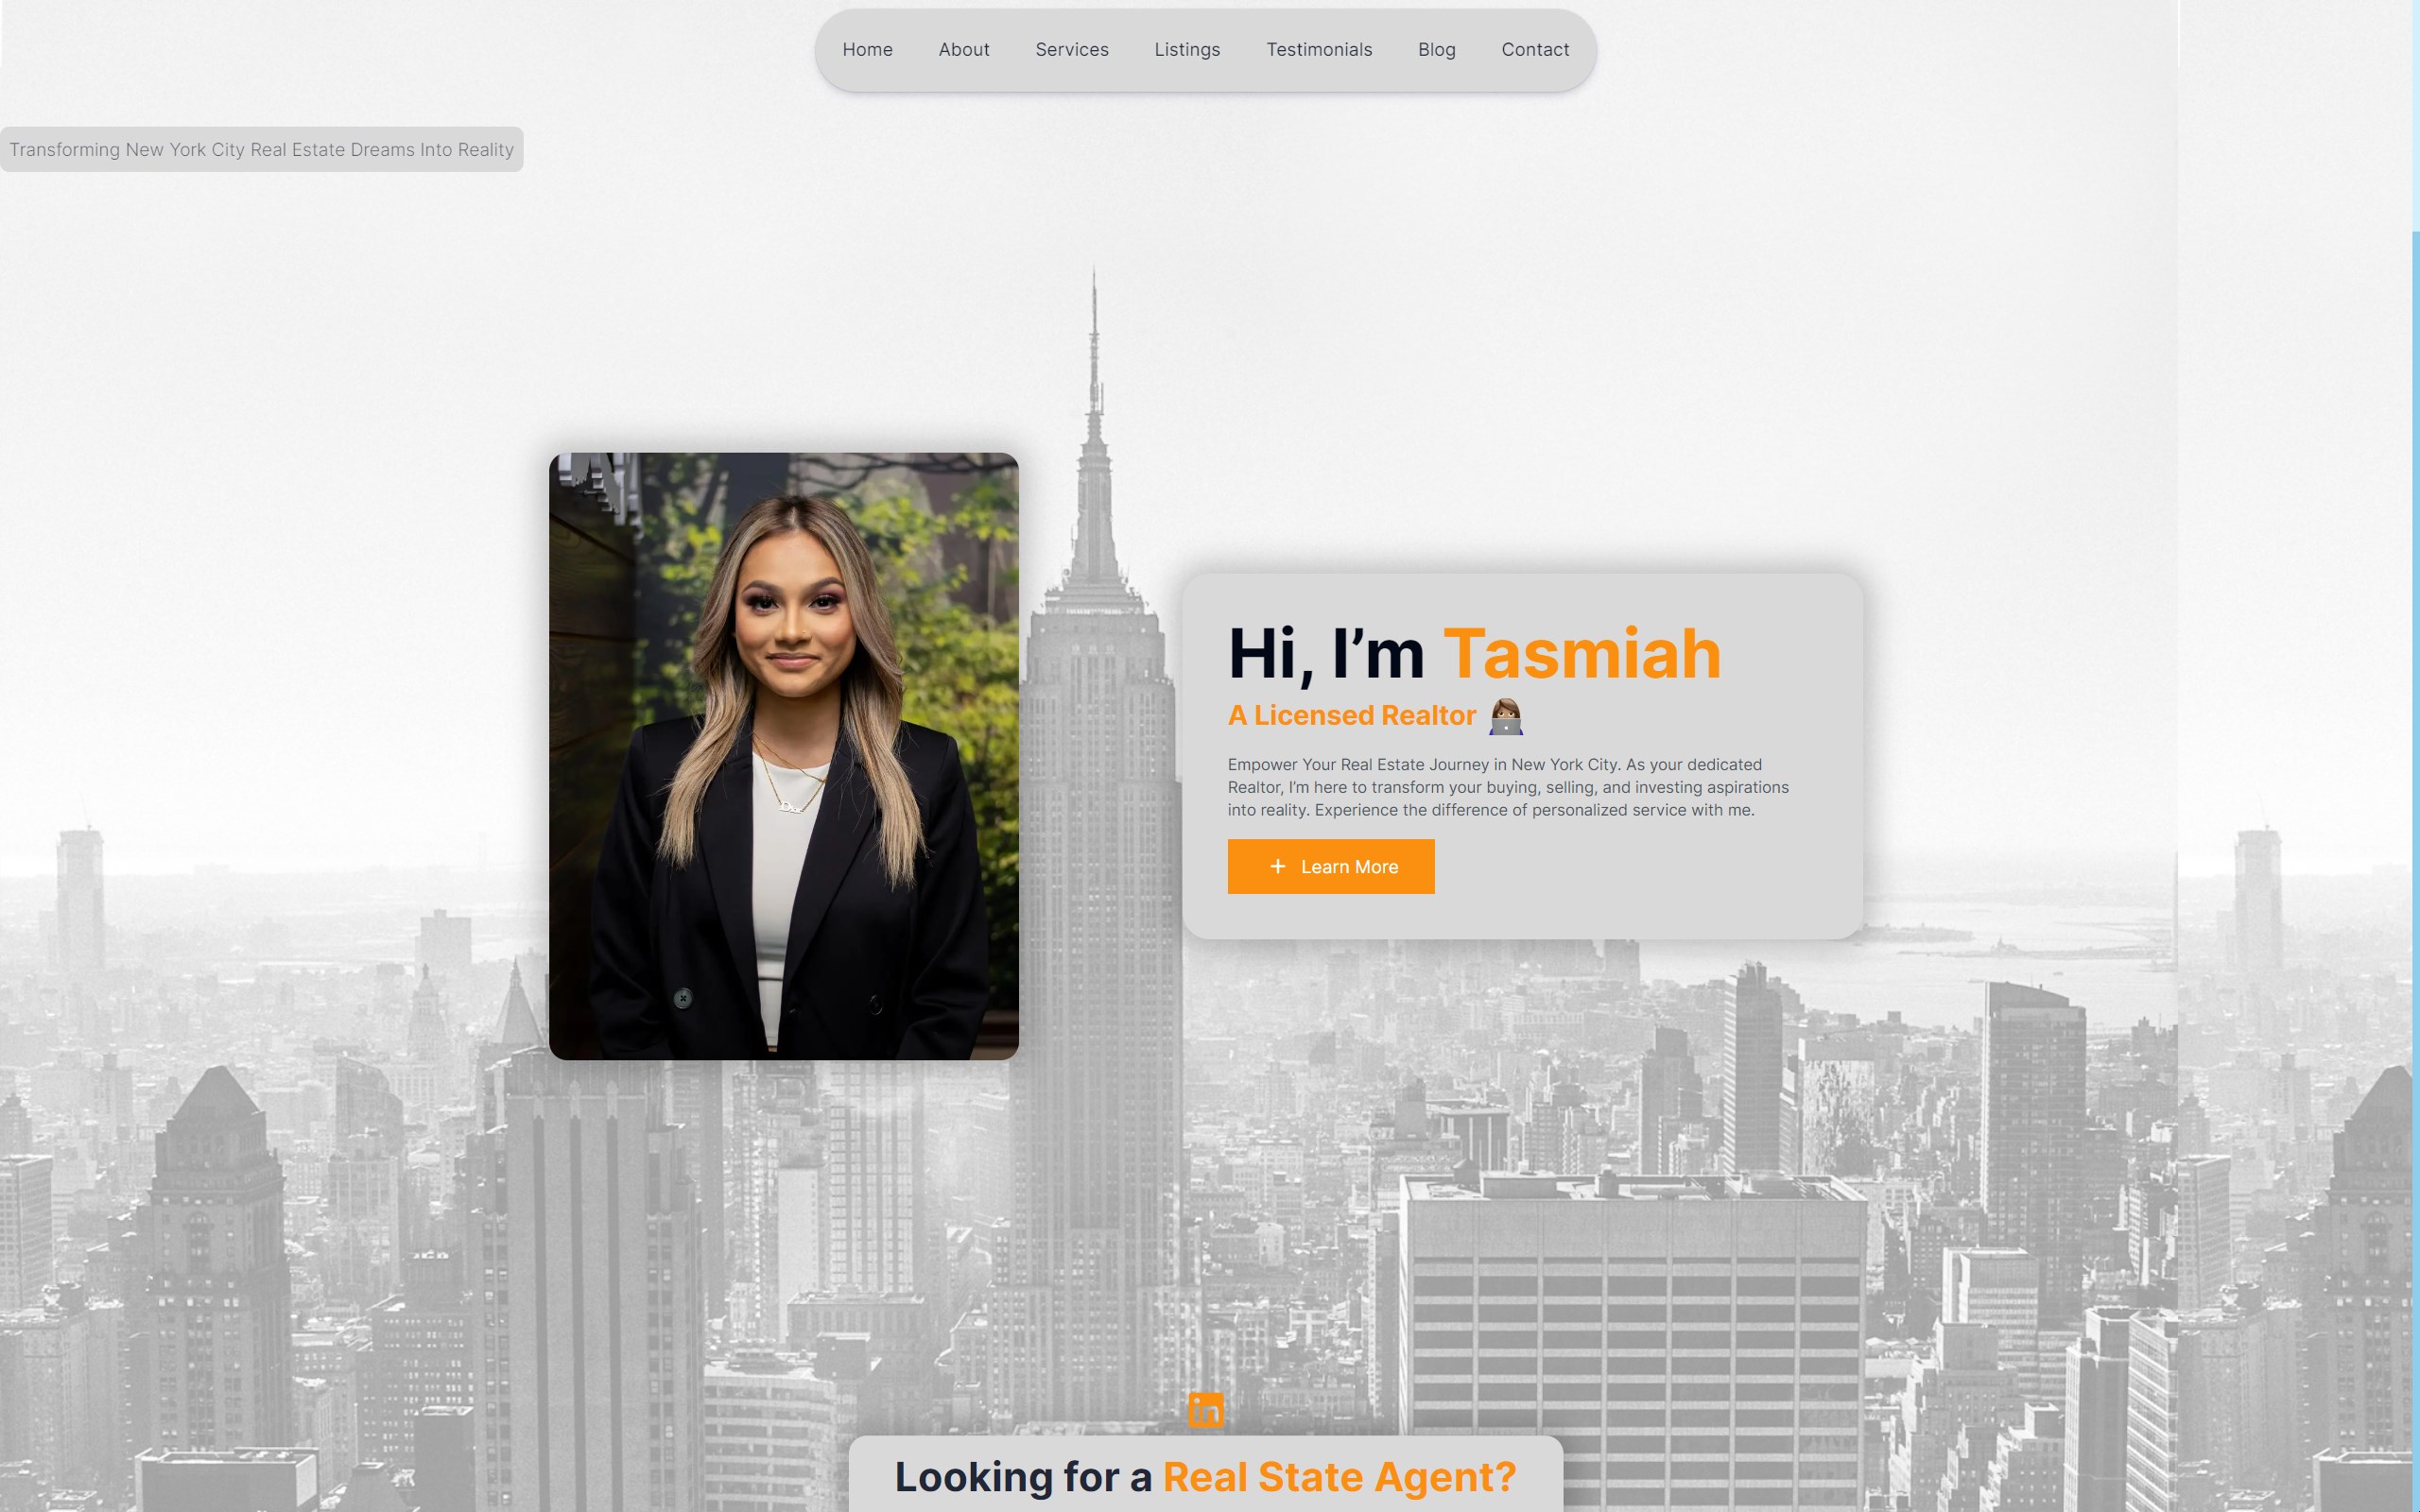 Home About Services Listings Testimonials Blog Contact
Transforming New York City Real Estate Dreams Into Reality
Hi, I’m Tasmiah
A Licensed Realtor 👩🏽‍💻
Empower Your Real Estate Journey in New York City. As your dedicated
Realtor, I'm here to transform your buying, selling, and investing aspirations
into reality. Experience the difference of personalized service with me.
+ Learn More
in
Looking for a Real State Agent?